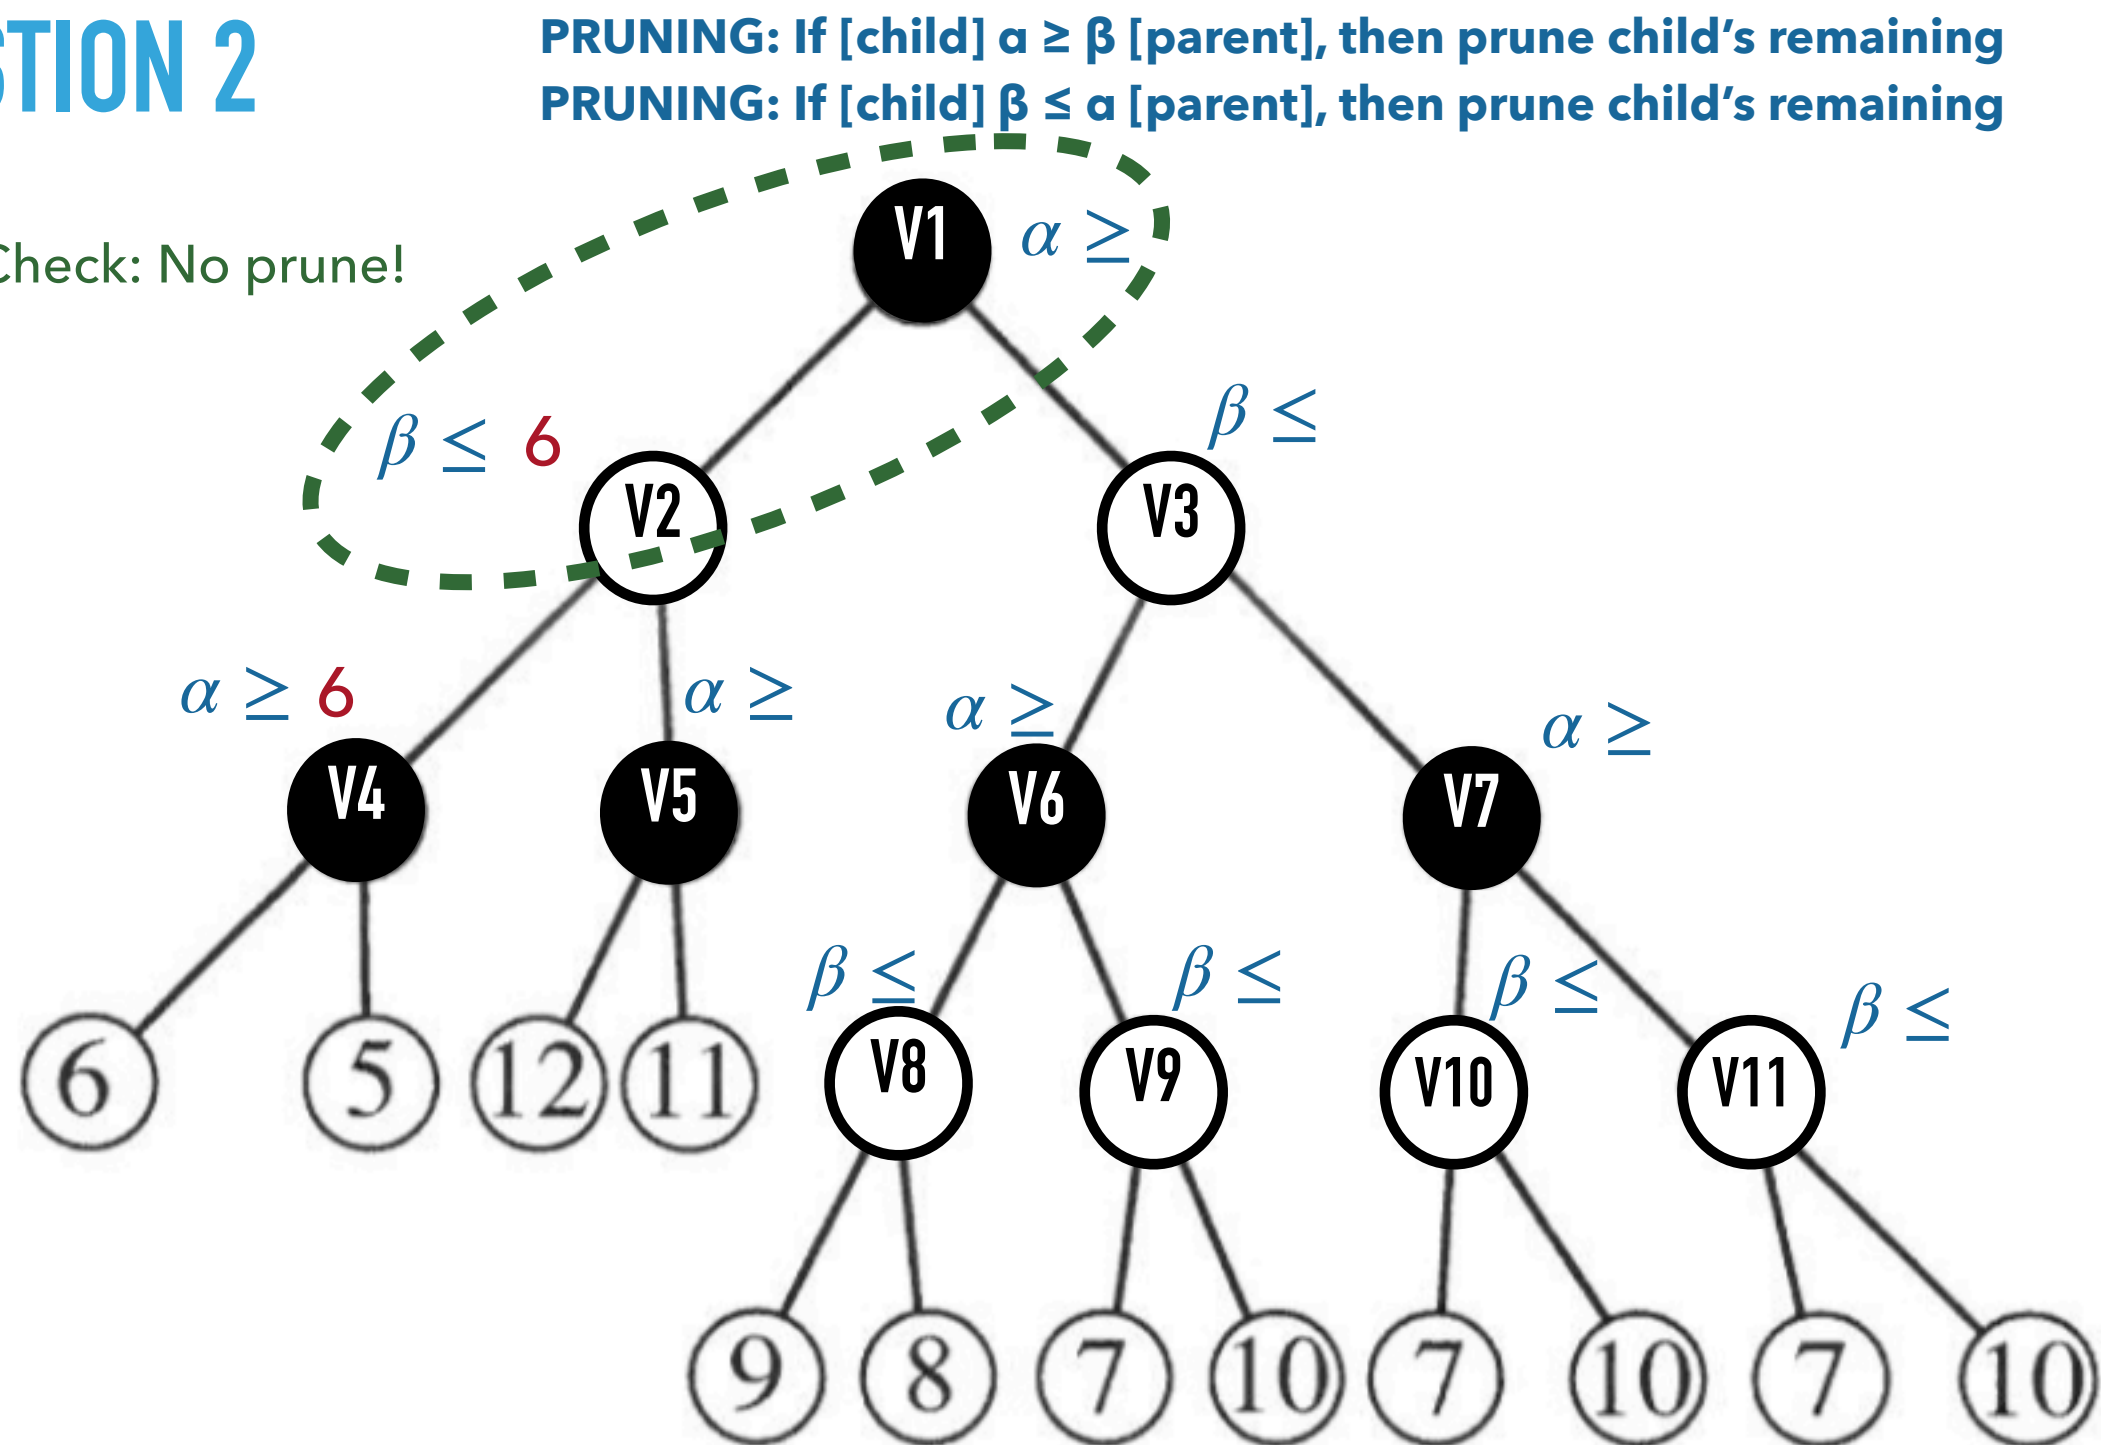 STION 2
PRUNING: If [child] α ≥ β [parent], then prune child's remaining
PRUNING: If [child] β ≤ α [parent], then prune child's remaining
Check: No prune!
V1 α ≥
β ≤ 6
β ≤
V2 V3
α ≥ 6 α ≥ α ≥ α ≥
V4 V5 V6 V7
β ≤ β ≤ β ≤ β ≤
6 5 12 11 V8 V9 V10 V11
9 8 7 10 7 10 7 10